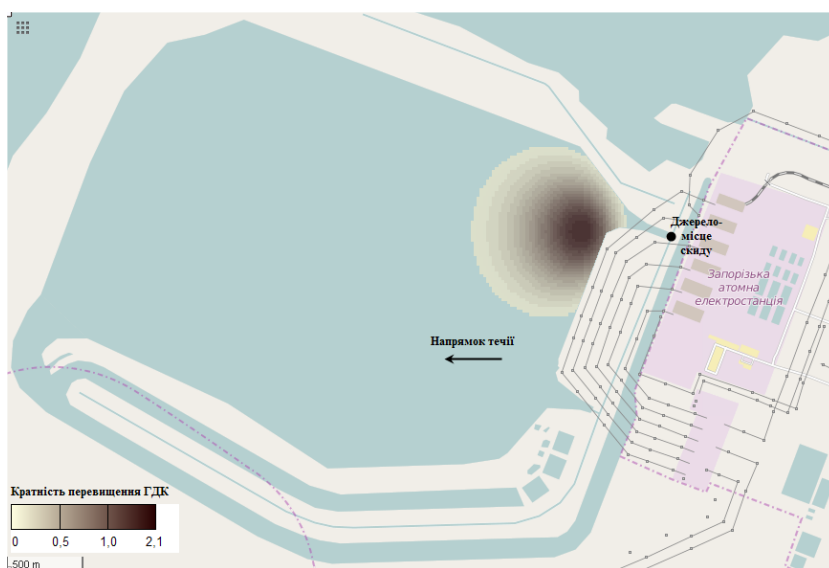 Джерело-
місце
скиду
Запорізька
атомна
електростанція
Напрямок течії
Кратність перевищення ГДК
0 0,5 1,0 2,1
500 m